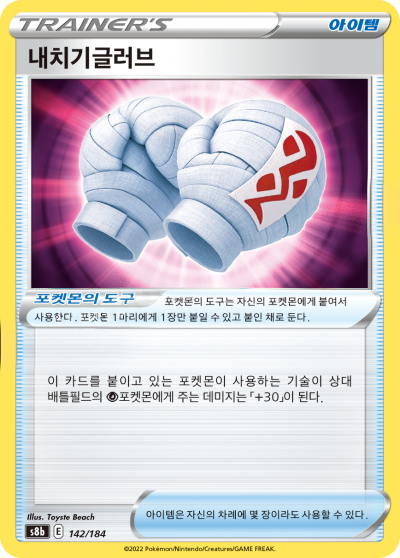 TRAINER'S
아이템
내치기글러브
포켓몬의 도구 포켓몬의 도구는 자신의 포켓몬에게 붙여서
사용한다. 포켓몬 1마리에게 1장만 붙일 수 있고 붙인 채로 둔다.
이 카드를 붙이고 있는 포켓몬이 사용하는 기술이 상대
배틀필드의 포켓몬에게 주는 데미지는 「+30」이 된다.
Illus. Toyste Beach
s8b E 142/184
아이템은 자신의 차례에 몇 장이라도 사용할 수 있다.
©2022 Pokémon/Nintendo/Creatures/GAME FREAK.